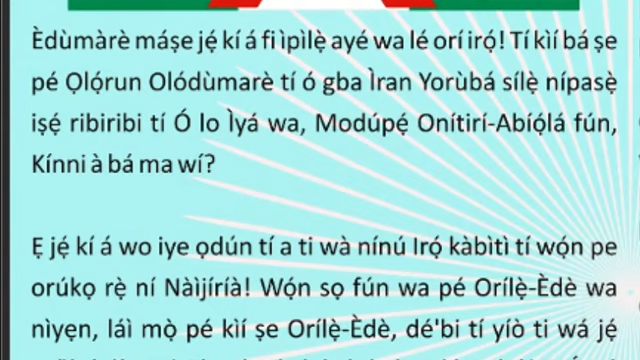 Èdùmàrè máṣe jẹ́ kí á fi ìpìlẹ̀ ayé wa lé orí irọ́! Tí kìí bá ṣe
pé Ọlọ́run Olódùmarè tí ó gba Ìran Yorùbá sílẹ̀ nípasẹ̀
iṣẹ́ ribiribi tí Ó lo Ìyá wa, Modúpẹ́ Onítirí-Abíọ́lá fún,
Kínni à bá ma wí?
Ẹ jẹ́ kí á wo iye ọdún tí a ti wà nínú Irọ́ kàbìtì tí wọ́n pe
orúkọ rẹ̀ ní Nàìjíríà! Wọ́n sọ fún wa pé Orílẹ̀-Èdè wa
nìyẹn, láì mọ̀ pé kìí ṣe Orílẹ̀-Èdè, dé'bi tí yíò ti wá jẹ́